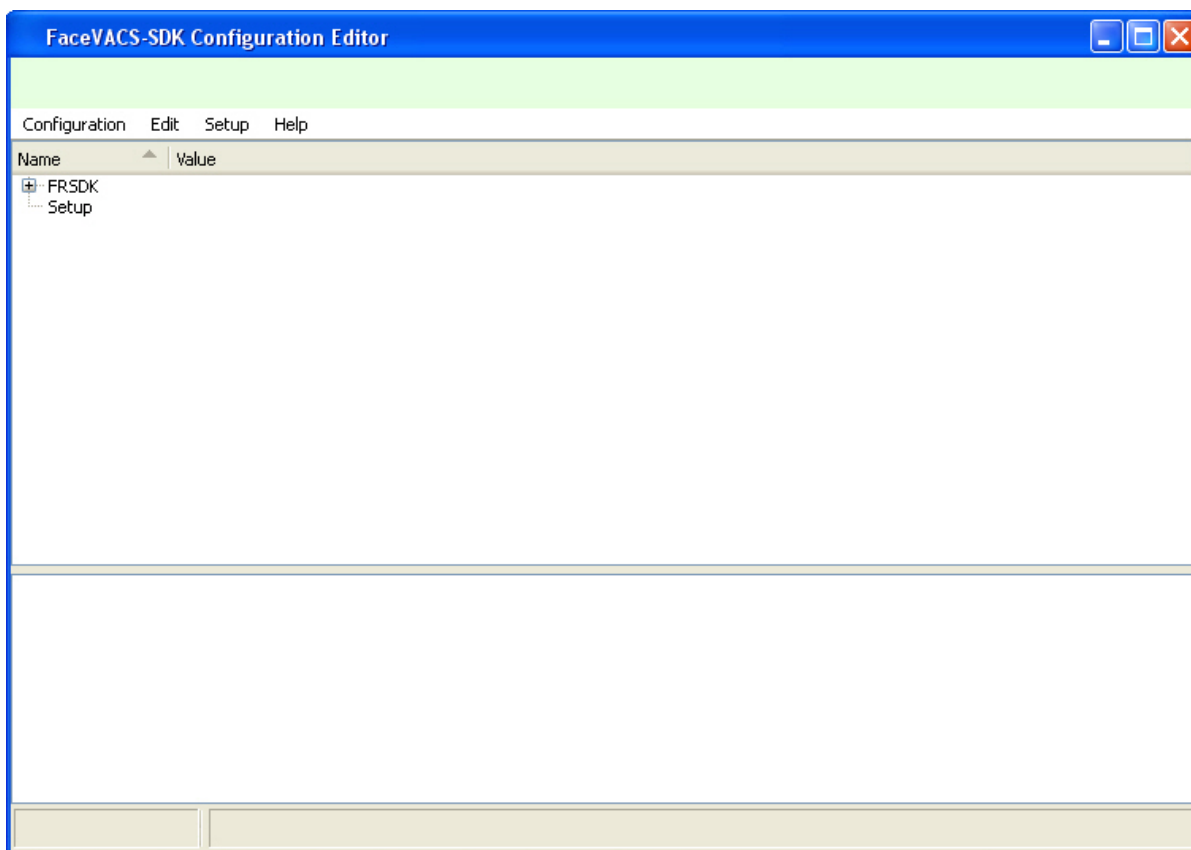 FaceVACS-SDK Configuration Editor
Configuration Edit Setup Help
Name Value
FRSDK
Setup